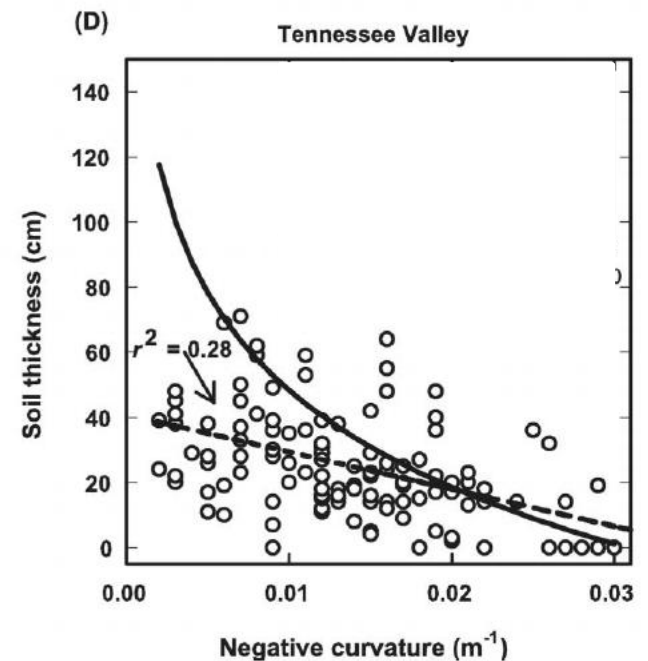 (D)
Tennessee Valley
140
120
100
80
60
40
20
0
Soil thickness (cm)
r² = 0.28
0.00 0.01 0.02 0.03
Negative curvature (m⁻¹)